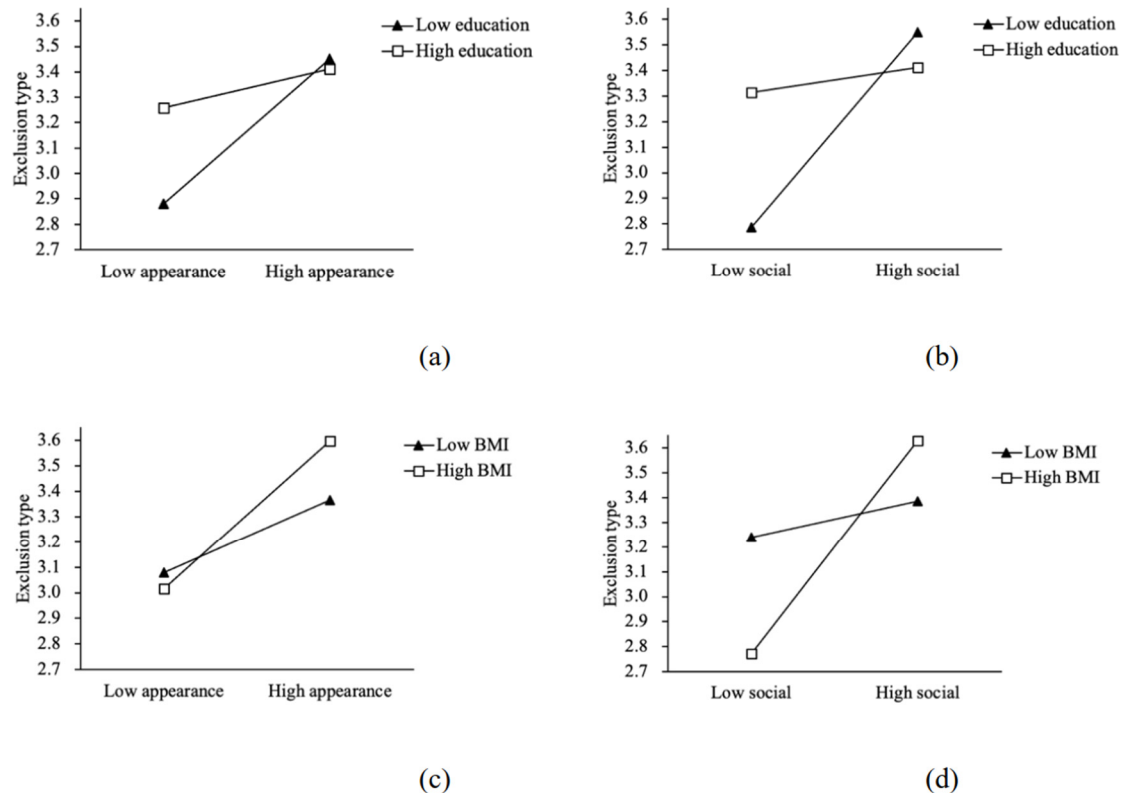 3.6
3.5
3.4
3.3
3.2
3.1
3.0
2.9
2.8
2.7
Exclusion type
Low education
High education
Low appearance High appearance
(a)
3.6
3.5
3.4
3.3
3.2
3.1
3.0
2.9
2.8
2.7
Exclusion type
Low education
High education
Low social High social
(b)
3.6
3.5
3.4
3.3
3.2
3.1
3.0
2.9
2.8
2.7
Exclusion type
Low BMI
High BMI
Low appearance High appearance
(c)
3.6
3.5
3.4
3.3
3.2
3.1
3.0
2.9
2.8
2.7
Exclusion type
Low BMI
High BMI
Low social High social
(d)